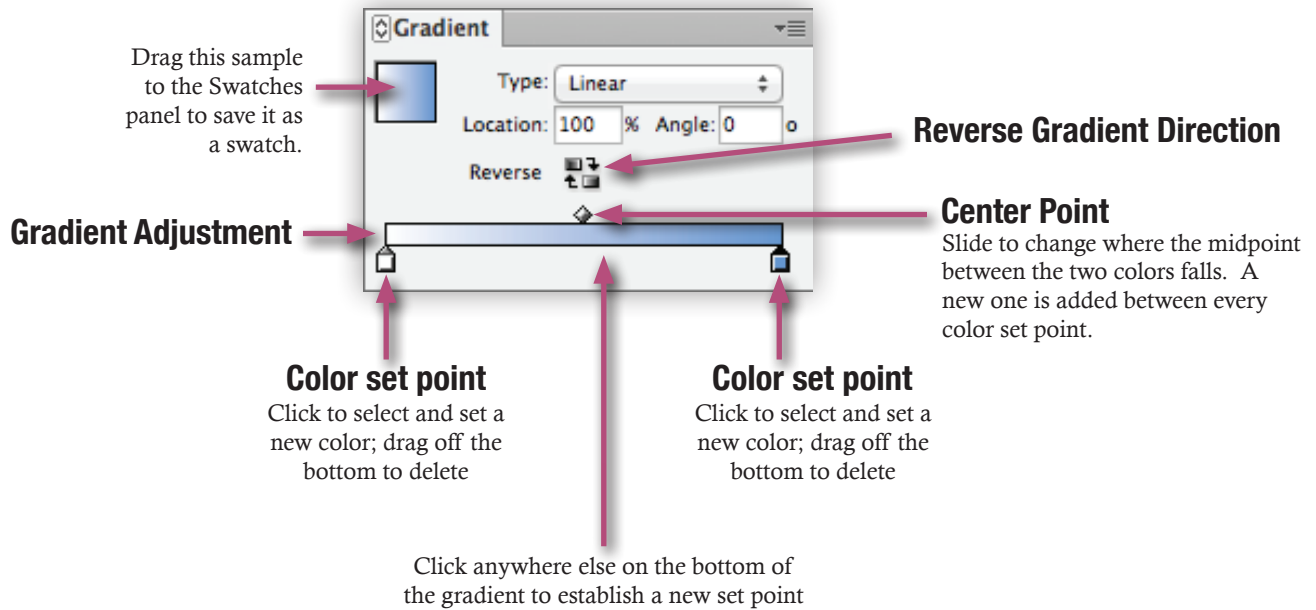 Gradient
Drag this sample
to the Swatches
panel to save it as
a swatch.
Type: Linear
Location: 100 % Angle: 0 o
Reverse
Reverse Gradient Direction
Gradient Adjustment
Center Point
Slide to change where the midpoint
between the two colors falls. A
new one is added between every
color set point.
Color set point
Click to select and set a
new color; drag off the
bottom to delete
Color set point
Click to select and set a
new color; drag off the
bottom to delete
Click anywhere else on the bottom of
the gradient to establish a new set point